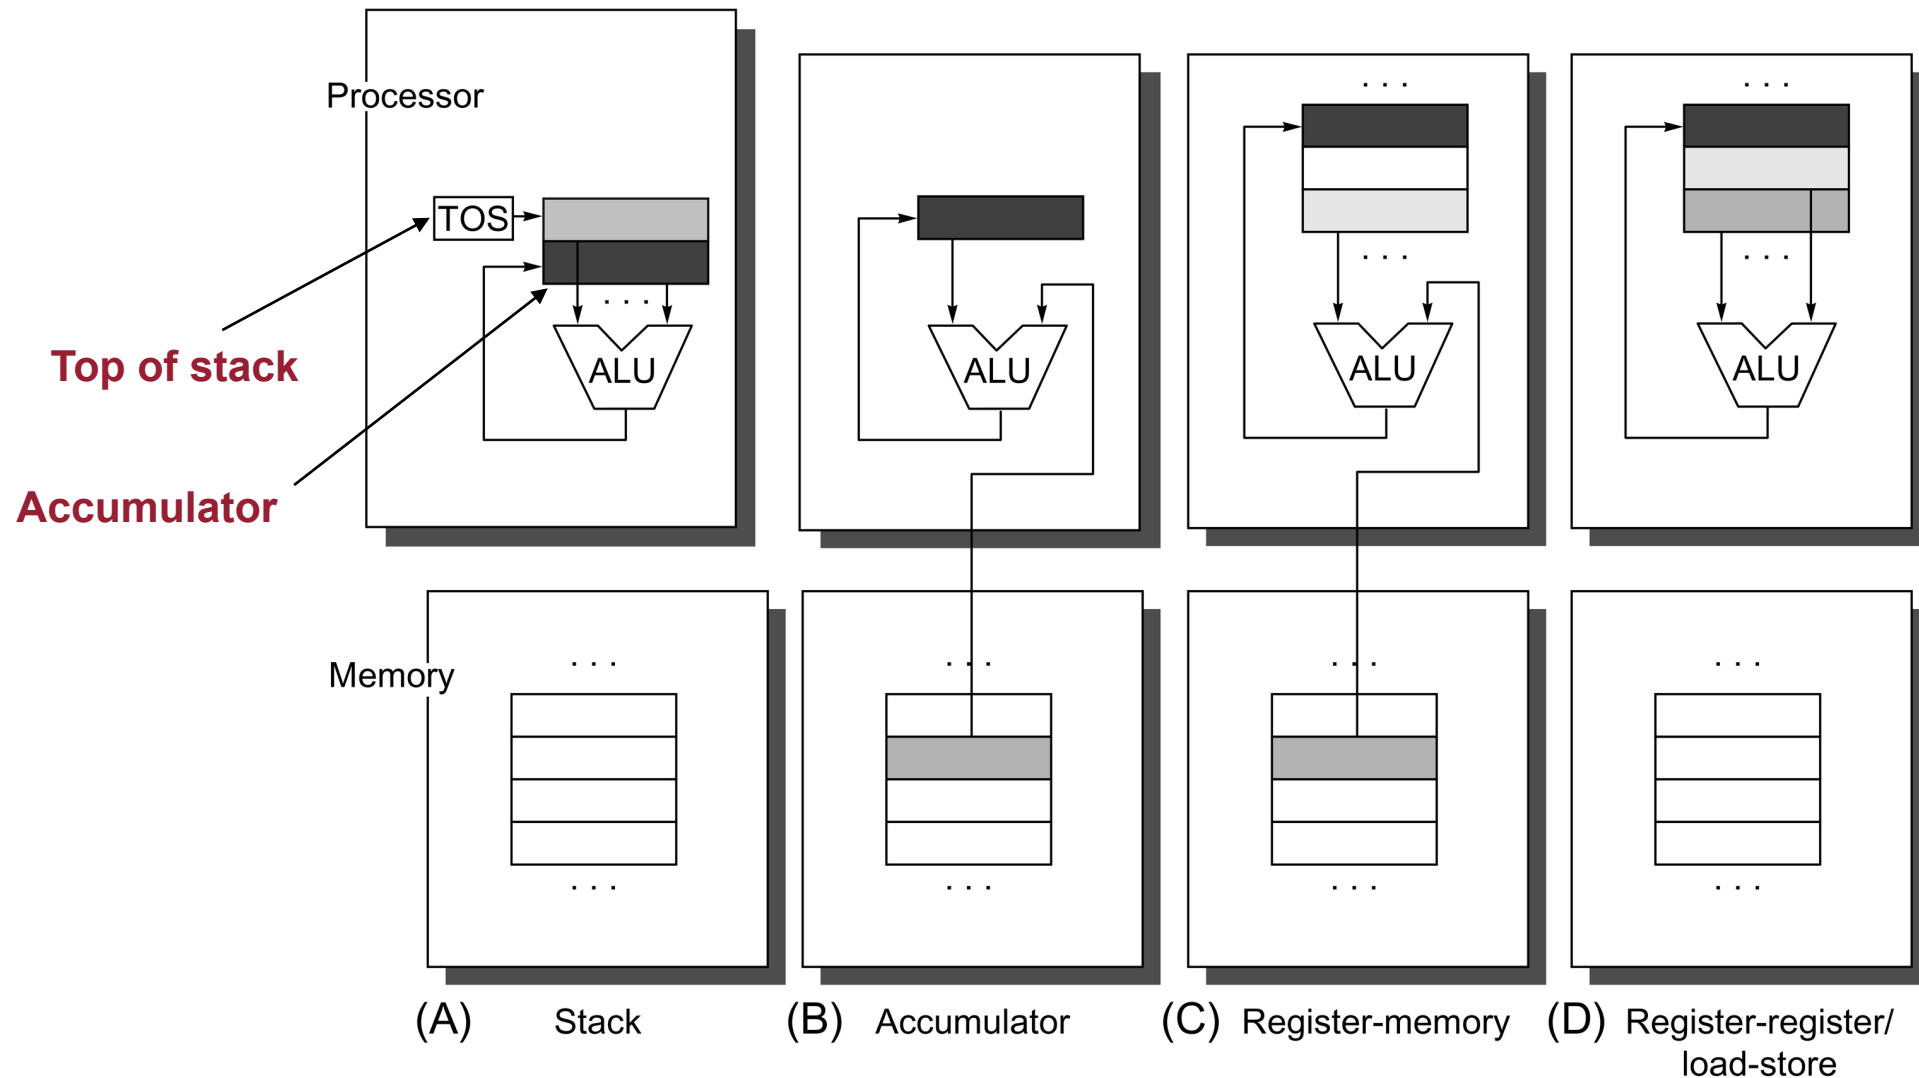 Processor
TOS
. . .
ALU
Top of stack
Accumulator
ALU
. . .
. . .
ALU
. . .
. . .
ALU
Memory
. . .
. . .
. . .
. . .
. . .
. . .
. . .
. . .
(A) Stack
(B) Accumulator
(C) Register-memory
(D) Register-register/
load-store